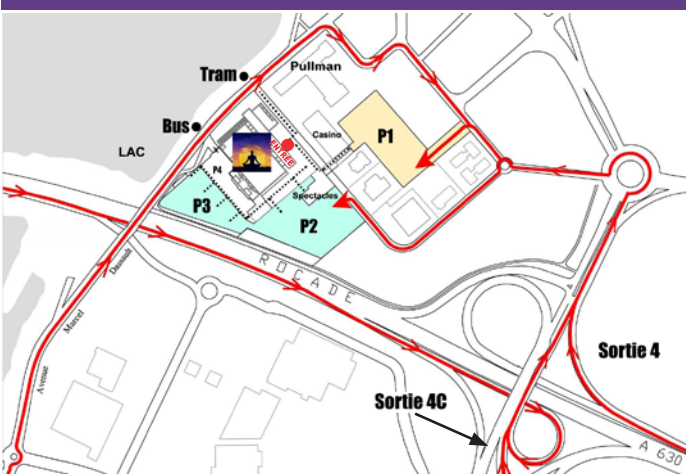 Pullman
Tram
Bus
LAC
Casino
P1
ENTREE
P4
Spectacles
P3
P2
ROCADE
Avenue Marcel Dassault
Sortie 4
Sortie 4C
A 630